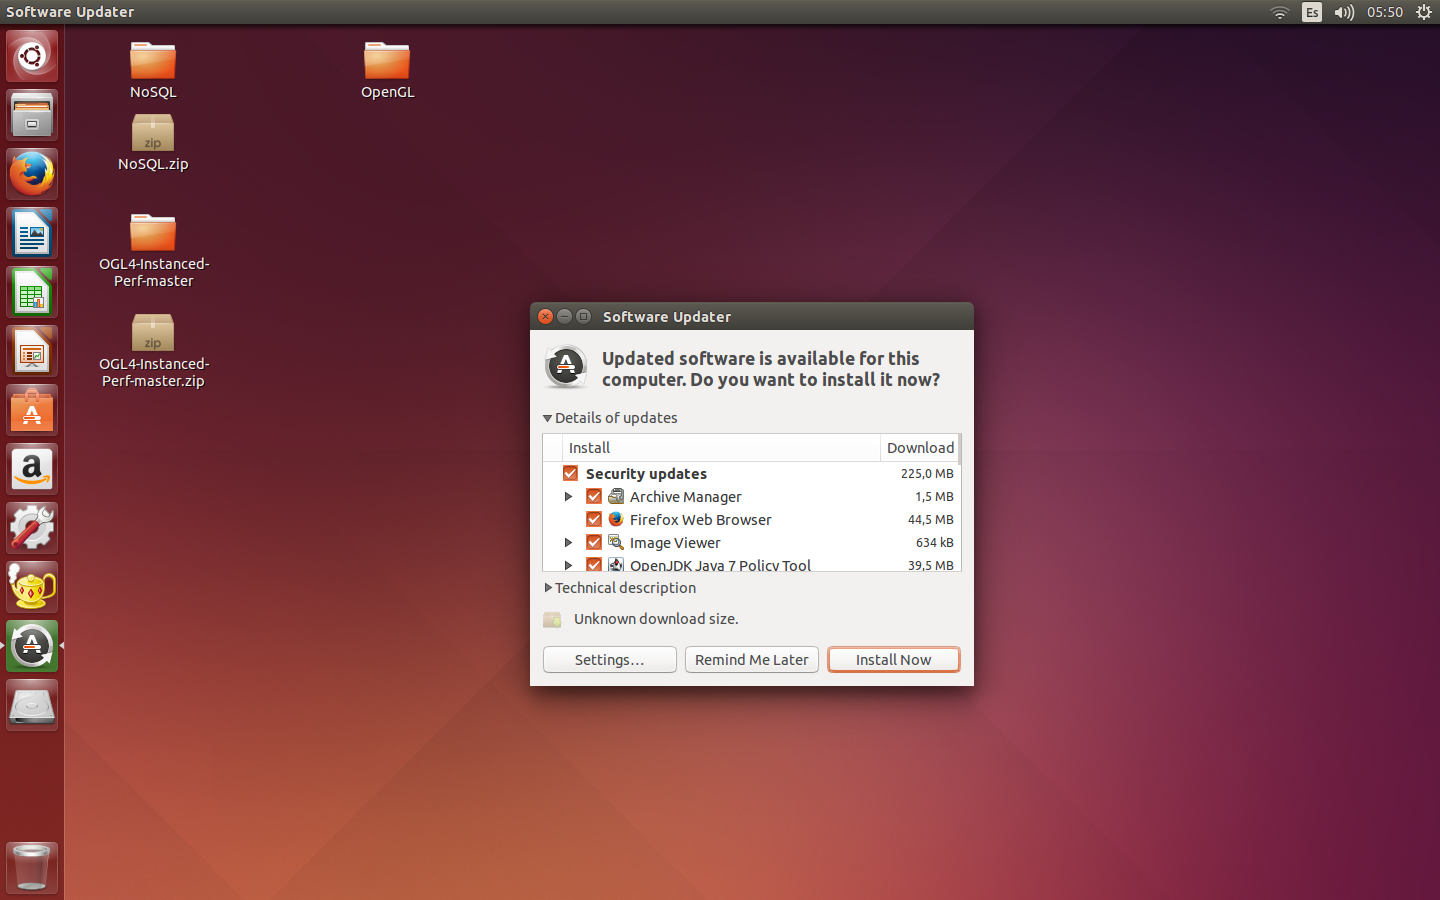 Software Updater
Es
05:50
NoSQL
OpenGL
zip
NoSQL.zip
OGL4-Instanced-
Perf-master
zip
OGL4-Instanced-
Perf-master.zip
Software Updater
Updated software is available for this
computer. Do you want to install it now?
Details of updates
Install Download
Security updates 225,0 MB
Archive Manager 1,5 MB
Firefox Web Browser 44,5 MB
Image Viewer 634 kB
OpenJDK Java 7 Policy Tool 39,5 MB
Technical description
Unknown download size.
Settings... Remind Me Later Install Now
a